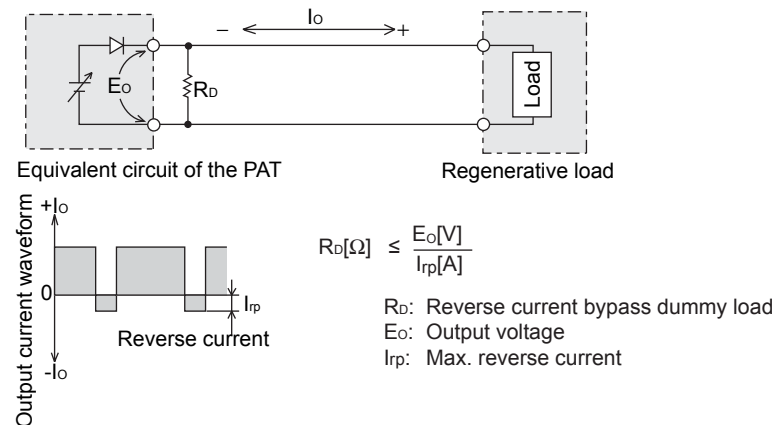 − Io +
Eo
RD
Load
Equivalent circuit of the PAT
Regenerative load
Output current waveform
+Io
0
-Io
Irp
Reverse current
RD[Ω] ≤ Eo[V]
Irp[A]
RD: Reverse current bypass dummy load
Eo: Output voltage
Irp: Max. reverse current